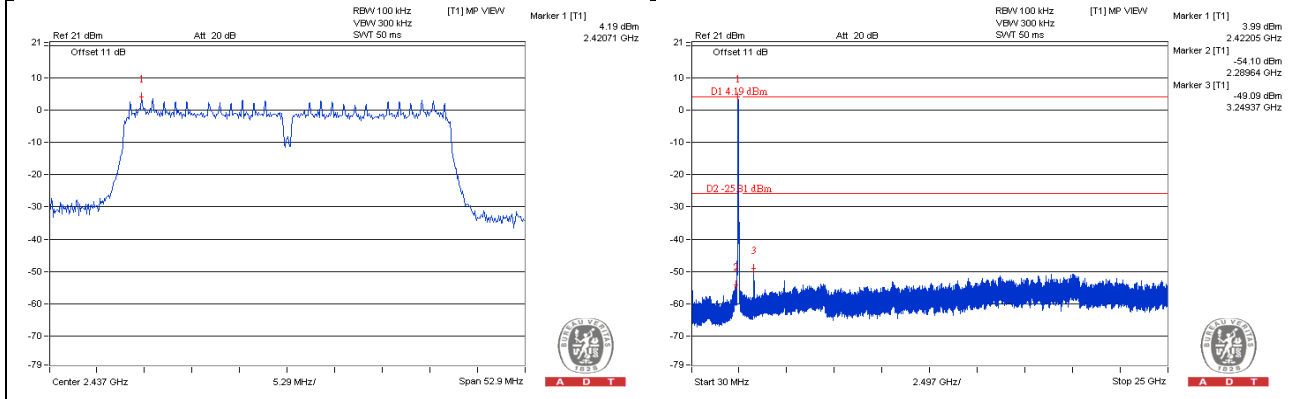 RBW 100 kHz [T1] MP VIEW
VBW 300 kHz
Ref 21 dBm Att 20 dB SWT 50 ms
Marker 1 [T1]
4.19 dBm
2.42071 GHz
21
Offset 11 dB
10
1
0
-10
-20
-30
-40
-50
-60
-70
-79
Center 2.437 GHz 5.29 MHz/ Span 52.9 MHz
BUREAU VERITAS
1828
A D T
RBW 100 kHz [T1] MP VIEW
VBW 300 kHz
Ref 21 dBm Att 20 dB SWT 50 ms
Marker 1 [T1]
3.99 dBm
2.42205 GHz
Marker 2 [T1]
-54.10 dBm
2.28964 GHz
Marker 3 [T1]
-49.09 dBm
3.24937 GHz
21
Offset 11 dB
10
1
D1 4.19 dBm
0
-10
-20
D2 -25.81 dBm
-30
-40
3
2
-50
-60
-70
-79
Start 30 MHz 2.497 GHz/ Stop 25 GHz
BUREAU VERITAS
1828
A D T